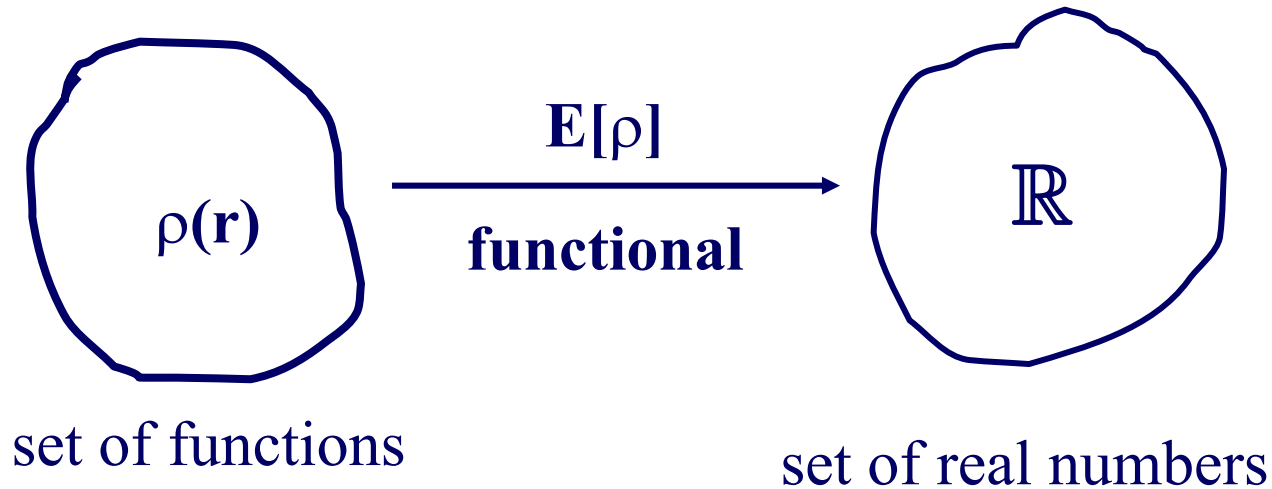 E[ρ]
ρ(r)
functional
ℝ
set of functions
set of real numbers